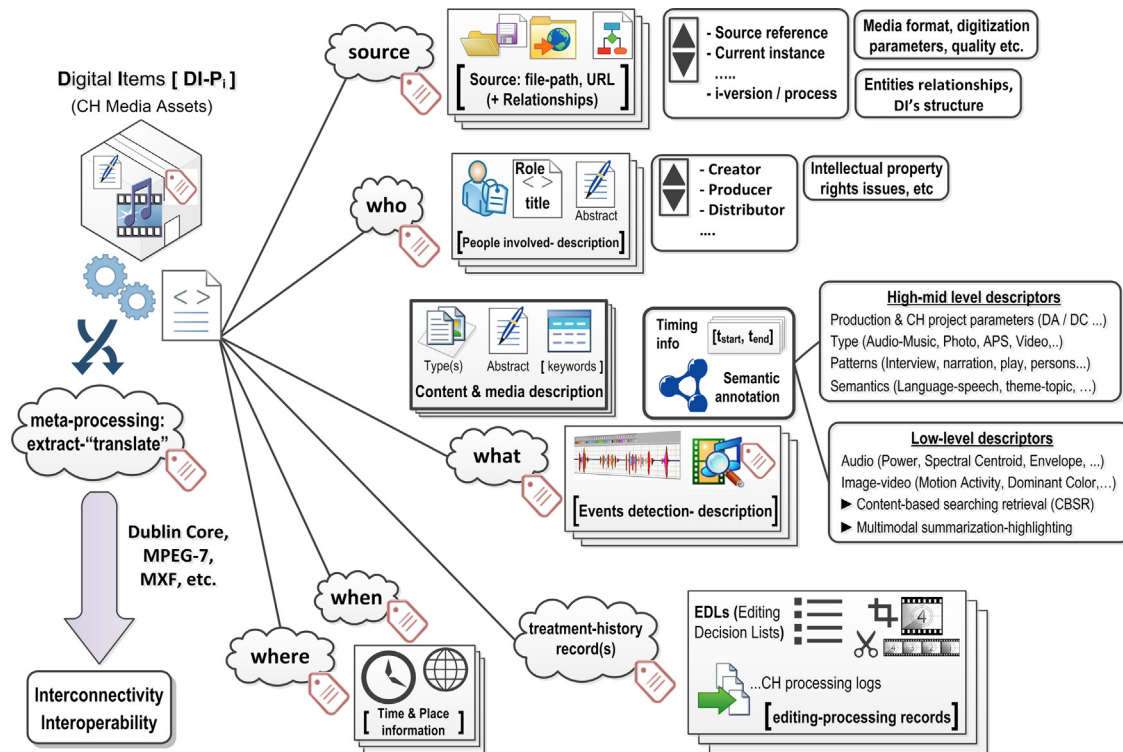 Digital Items [ DI-Pi ]
(CH Media Assets)
source
Source: file-path, URL
(+ Relationships)
- Source reference
- Current instance
.....
- i-version / process
Media format, digitization
parameters, quality etc.
Entities relationships,
DI's structure
who
Role
< >
title
Abstract
[People involved- description]
- Creator
- Producer
- Distributor
....
Intellectual property
rights issues, etc
< >
Type(s)
Abstract
[ keywords ]
Content & media description
Timing
info
[tstart, tend]
Semantic
annotation
High-mid level descriptors
Production & CH project parameters (DA / DC ...)
Type (Audio-Music, Photo, APS, Video,..)
Patterns (Interview, narration, play, persons...)
Semantics (Language-speech, theme-topic, …)
meta-processing:
extract-“translate”
what
[Events detection- description]
Low-level descriptors
Audio (Power, Spectral Centroid, Envelope, ...)
Image-video (Motion Activity, Dominant Color,…)
► Content-based searching retrieval (CBSR)
► Multimodal summarization-highlighting
Dublin Core,
MPEG-7,
MXF, etc.
when
where
[ Time & Place
information ]
treatment-history
record(s)
EDLs (Editing
Decision Lists)
4
...CH processing logs
[editing-processing records]
Interconnectivity
Interoperability